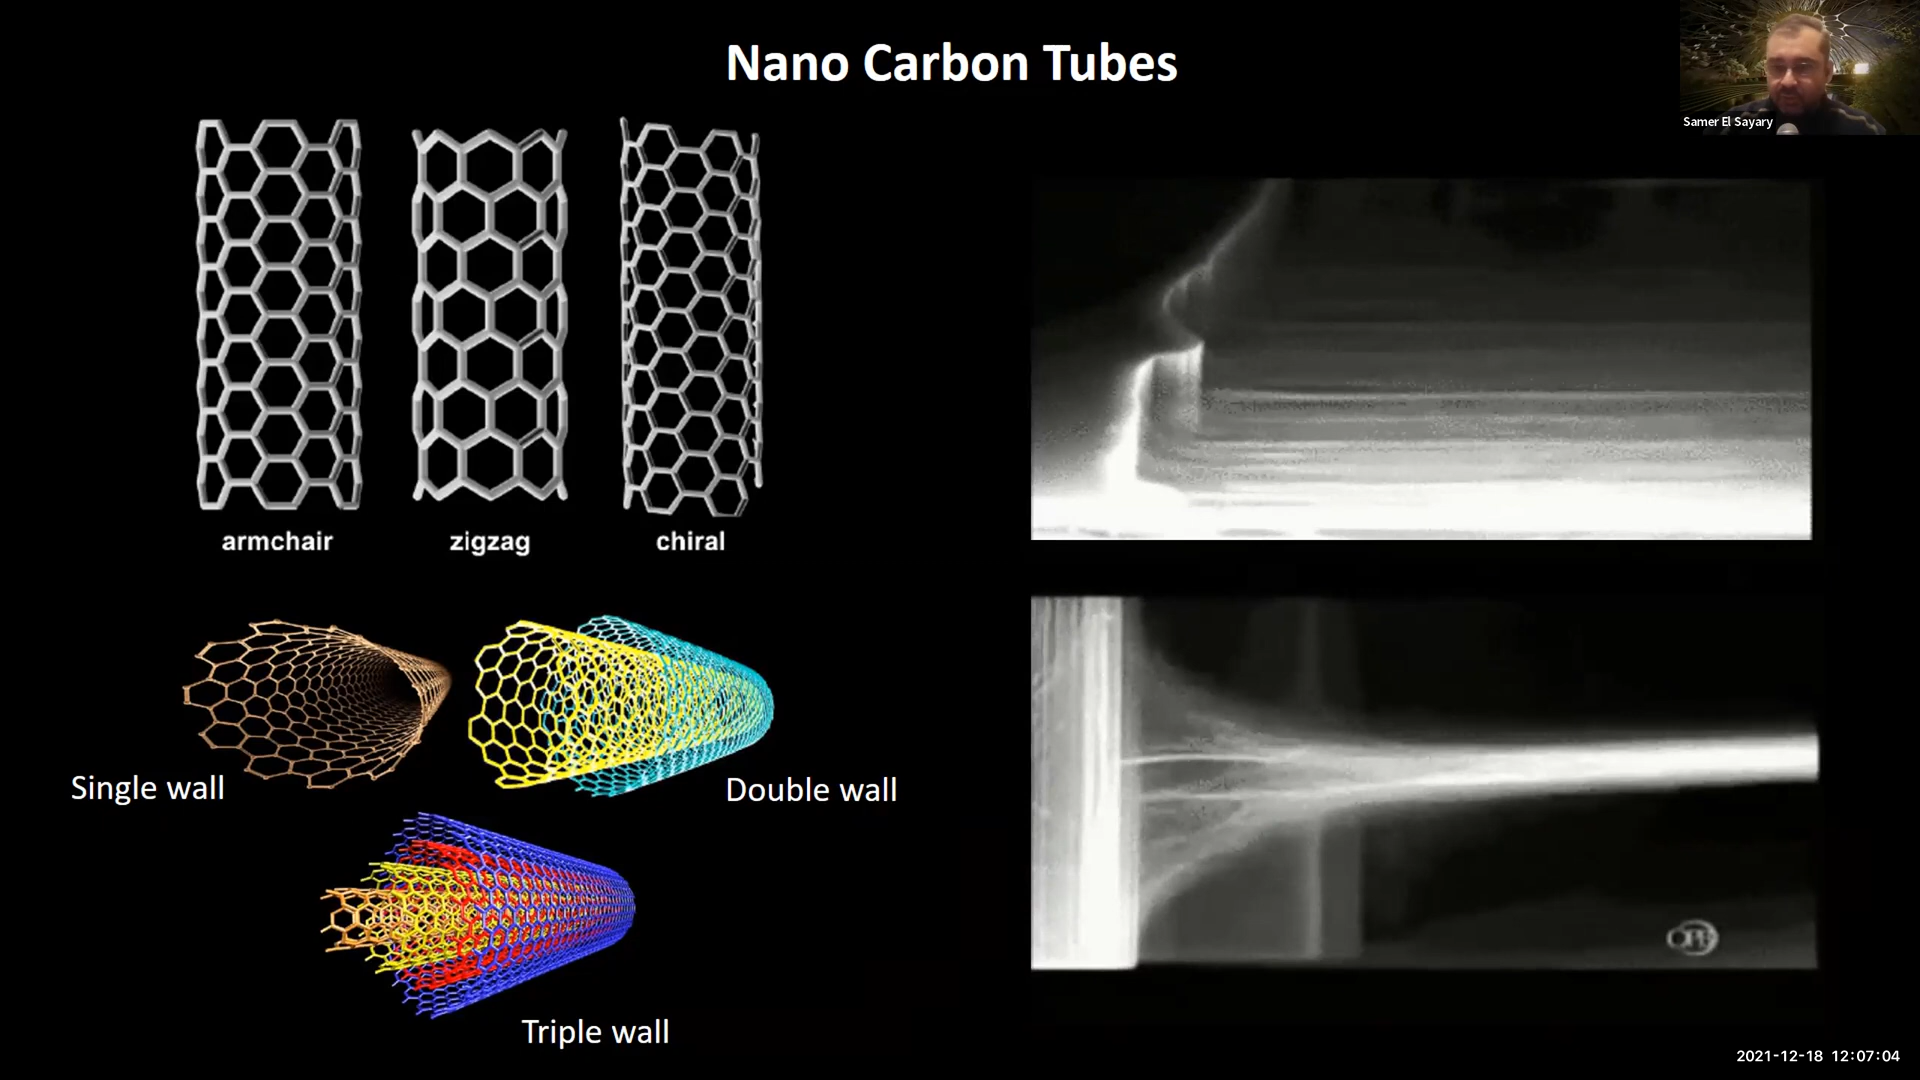 Nano Carbon Tubes
Samer El Sayary
armchair
zigzag
chiral
Single wall
Double wall
Triple wall
OPB
2021-12-18 12:07:04